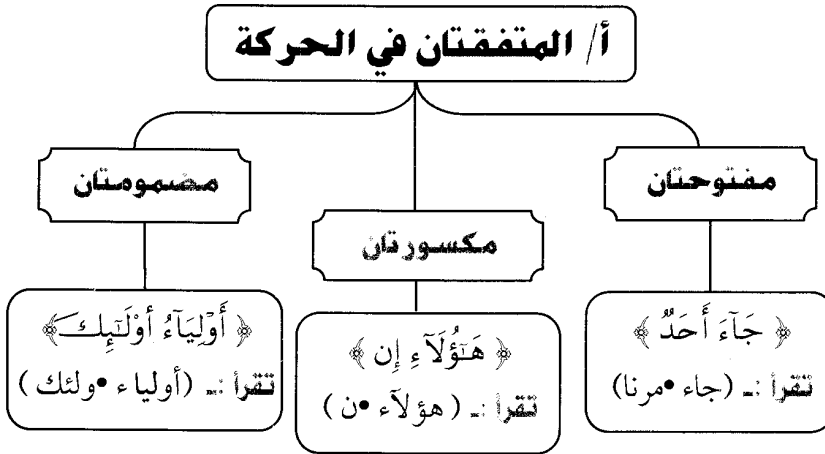 أ/ المتفقتان في الحركة
مفتوحتان
مكسورتان
مضمومتان
﴿ جَآءَ أَحَدٌ ﴾
تقرأ :ـ (جاء •مرنا)
﴿ هَٰٓؤُلَآءِ إِن ﴾
تقرأ :ـ ( هؤلآء •ن )
﴿ أَوْلِيَآءُ أُوْلَٰٓئِكَ ﴾
تقرأ :ـ (أولياء •ولئك )